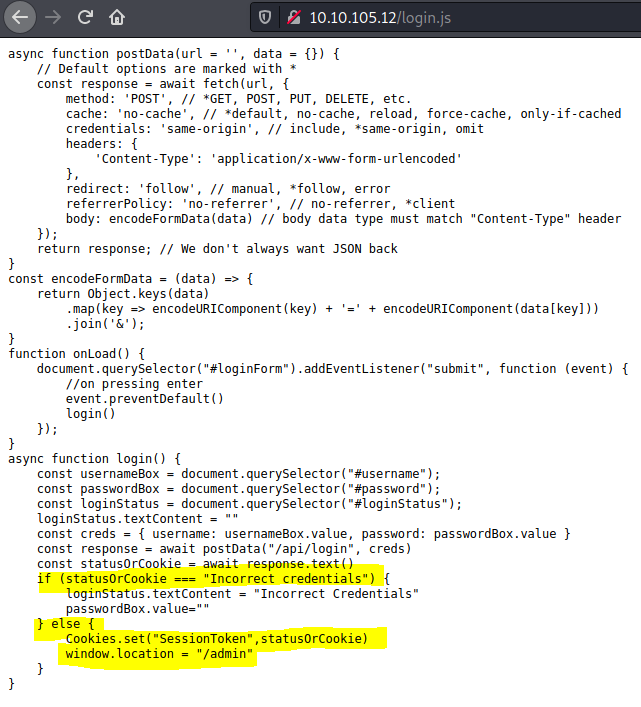 10.10.105.12/login.js
async function postData(url = '', data = {}) {
    // Default options are marked with *
    const response = await fetch(url, {
        method: 'POST', // *GET, POST, PUT, DELETE, etc.
        cache: 'no-cache', // *default, no-cache, reload, force-cache, only-if-cached
        credentials: 'same-origin', // include, *same-origin, omit
        headers: {
            'Content-Type': 'application/x-www-form-urlencoded'
        },
        redirect: 'follow', // manual, *follow, error
        referrerPolicy: 'no-referrer', // no-referrer, *client
        body: encodeFormData(data) // body data type must match "Content-Type" header
    });
    return response; // We don't always want JSON back
}
const encodeFormData = (data) => {
    return Object.keys(data)
        .map(key => encodeURIComponent(key) + '=' + encodeURIComponent(data[key]))
        .join('&');
}
function onLoad() {
    document.querySelector("#loginForm").addEventListener("submit", function (event) {
        //on pressing enter
        event.preventDefault()
        login()
    });
}
async function login() {
    const usernameBox = document.querySelector("#username");
    const passwordBox = document.querySelector("#password");
    const loginStatus = document.querySelector("#loginStatus");
    loginStatus.textContent = ""
    const creds = { username: usernameBox.value, password: passwordBox.value }
    const response = await postData("/api/login", creds)
    const statusOrCookie = await response.text()
    if (statusOrCookie === "Incorrect credentials") {
        loginStatus.textContent = "Incorrect Credentials"
        passwordBox.value=""
    } else {
        Cookies.set("SessionToken",statusOrCookie)
        window.location = "/admin"
    }
}